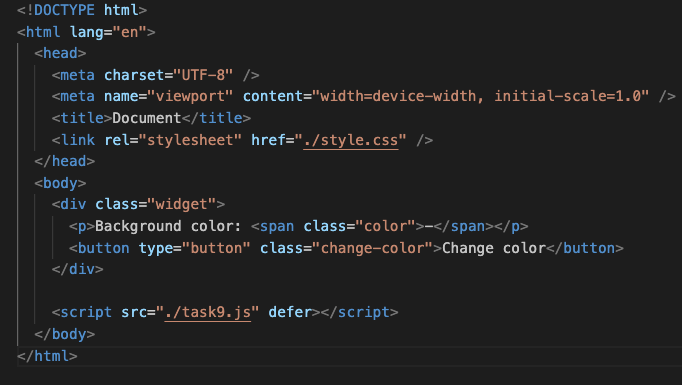 <!DOCTYPE html>
<html lang="en">
  <head>
    <meta charset="UTF-8" />
    <meta name="viewport" content="width=device-width, initial-scale=1.0" />
    <title>Document</title>
    <link rel="stylesheet" href="./style.css" />
  </head>
  <body>
    <div class="widget">
      <p>Background color: <span class="color">-</span></p>
      <button type="button" class="change-color">Change color</button>
    </div>

    <script src="./task9.js" defer></script>
  </body>
</html>